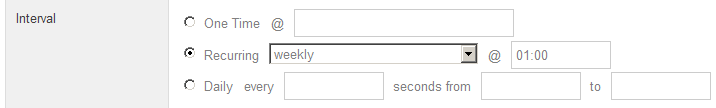 Interval
One Time @
Recurring weekly @ 01:00
Daily every seconds from to